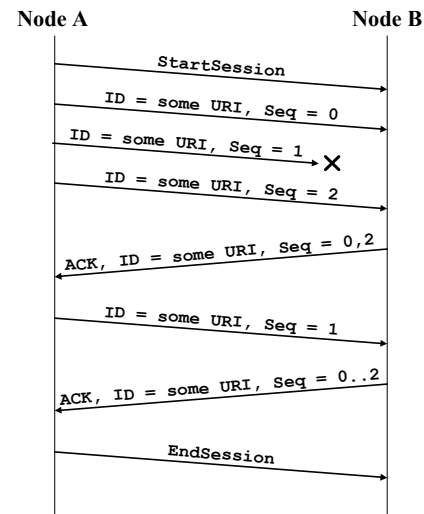 Node A Node B
StartSession
ID = some URI, Seq = 0
ID = some URI, Seq = 1
ID = some URI, Seq = 2
ACK, ID = some URI, Seq = 0,2
ID = some URI, Seq = 1
ACK, ID = some URI, Seq = 0..2
EndSession